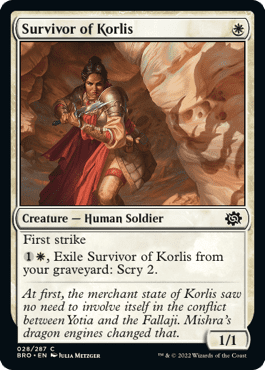 Survivor of Korlis
Creature — Human Soldier
First strike
1, Exile Survivor of Korlis from
your graveyard: Scry 2.
At first, the merchant state of Korlis saw
no need to involve itself in the conflict
between Yotia and the Fallaji. Mishra's
dragon engines changed that.
1/1
028/287 C
BRO • EN JULIA METZGER
™ & © 2022 Wizards of the Coast